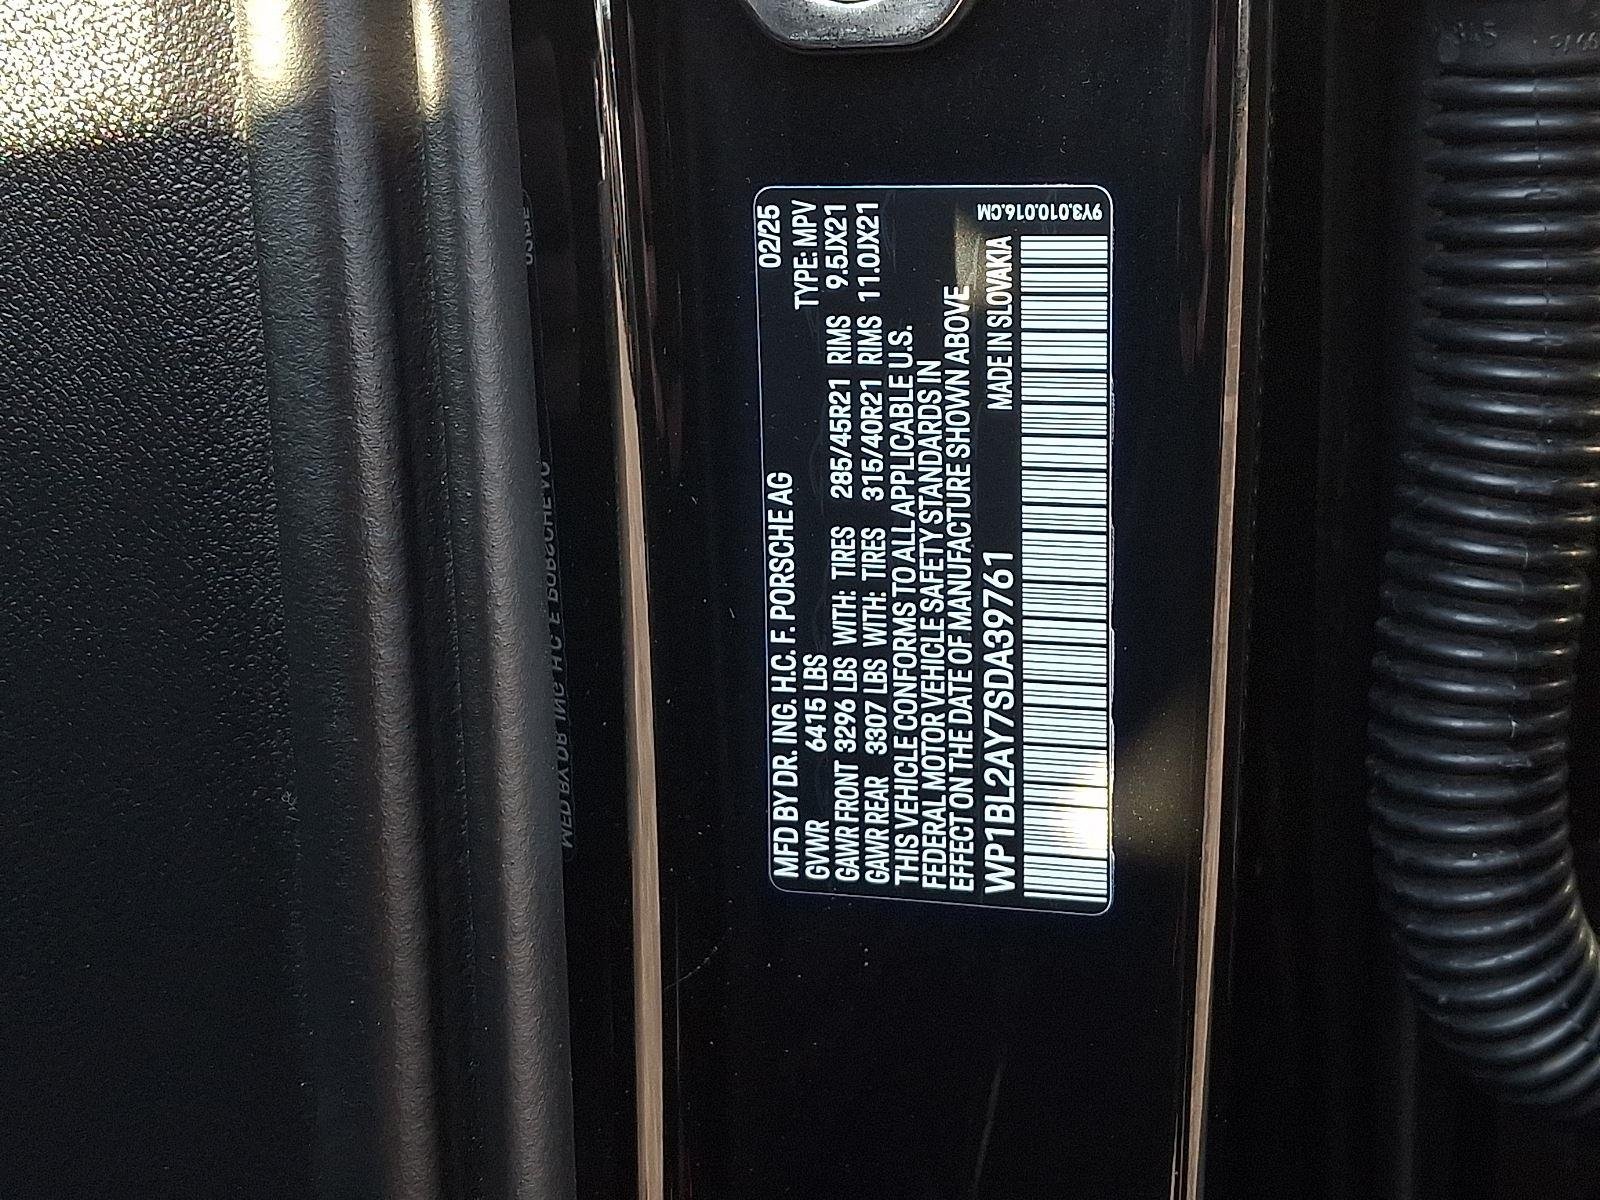 MFD BY DR. ING. H.C. F. PORSCHE AG 02/25
GVWR 6415 LBS TYPE: MPV
GAWR FRONT 3296 LBS WITH: TIRES 285/45R21 RIMS 9.5JX21
GAWR REAR 3307 LBS WITH: TIRES 315/40R21 RIMS 11.0JX21
THIS VEHICLE CONFORMS TO ALL APPLICABLE U.S.
FEDERAL MOTOR VEHICLE SAFETY STANDARDS IN
EFFECT ON THE DATE OF MANUFACTURE SHOWN ABOVE
WP1BL2AY7SDA39761 MADE IN SLOVAKIA
9Y3.010.016.CM